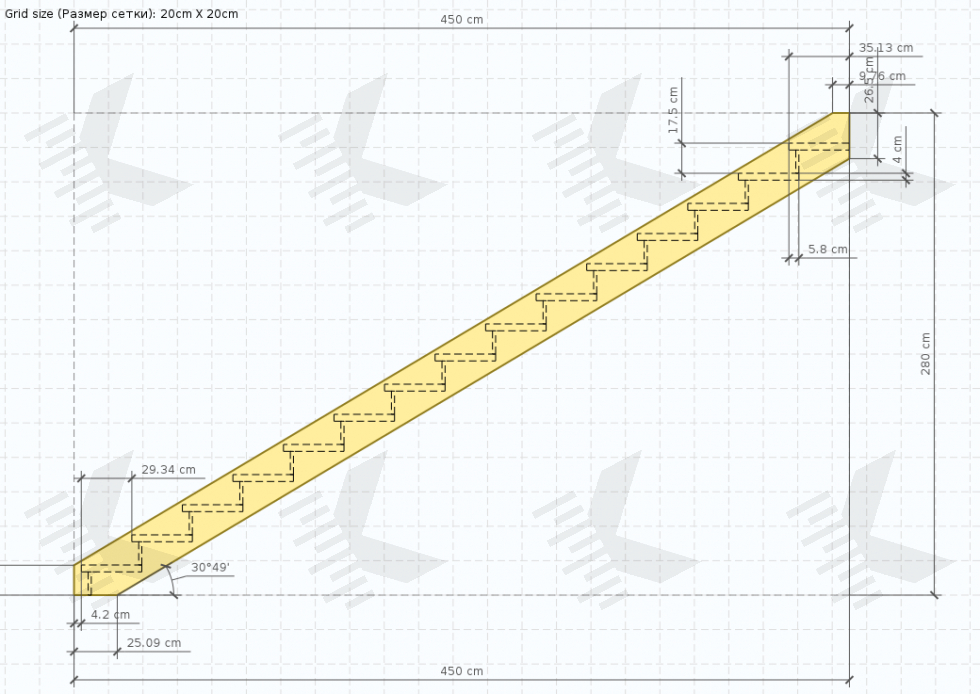 Grid size (Размер сетки): 20cm X 20cm
450 cm
35.13 cm
9.76 cm
26.5 cm
17.5 cm
4 cm
5.8 cm
280 cm
29.34 cm
30°49'
4.2 cm
25.09 cm
450 cm